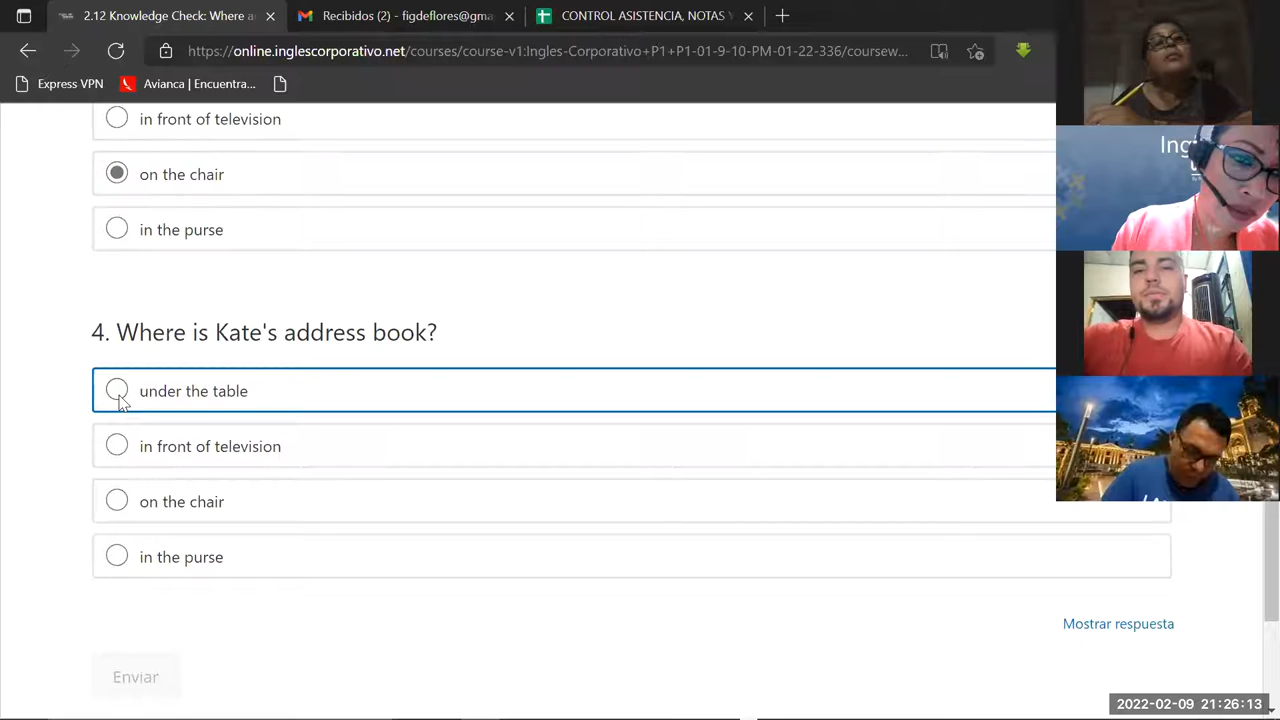 2.12 Knowledge Check: Where a
Recibidos (2) - figdeflores@gma
CONTROL ASISTENCIA, NOTAS Y
https://online.inglescorporativo.net/courses/course-v1:Ingles-Corporativo+P1+P1-01-9-10-PM-01-22-336/coursew...
Express VPN
Avianca | Encuentra...
in front of television
on the chair
in the purse
4. Where is Kate's address book?
under the table
in front of television
on the chair
in the purse
Mostrar respuesta
Enviar
Ing
2022-02-09 21:26:13